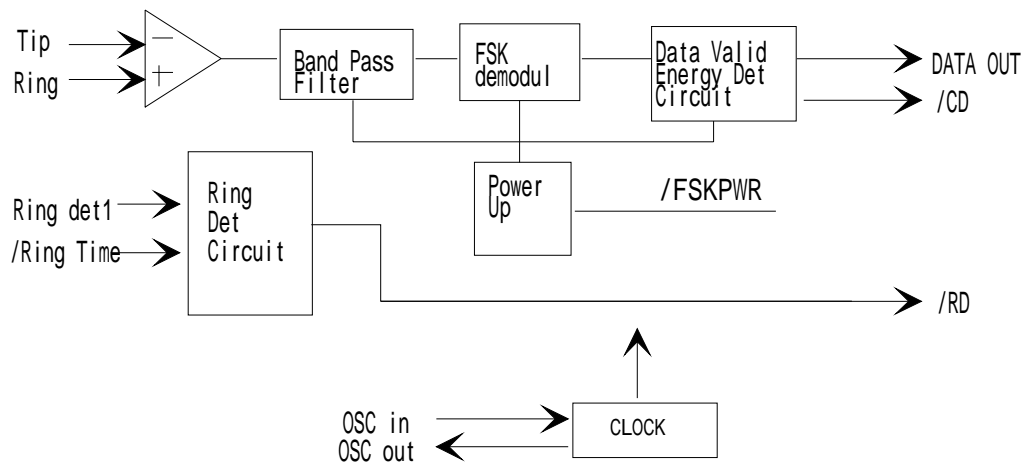 Tip
Ring
−
+
Band Pass
Filter
FSK
demodul
Data Valid
Energy Det
Circuit
DATA OUT
/CD
Power
Up
/FSKPWR
Ring det1
/Ring Time
Ring
Det
Circuit
/RD
OSC in
OSC out
CLOCK